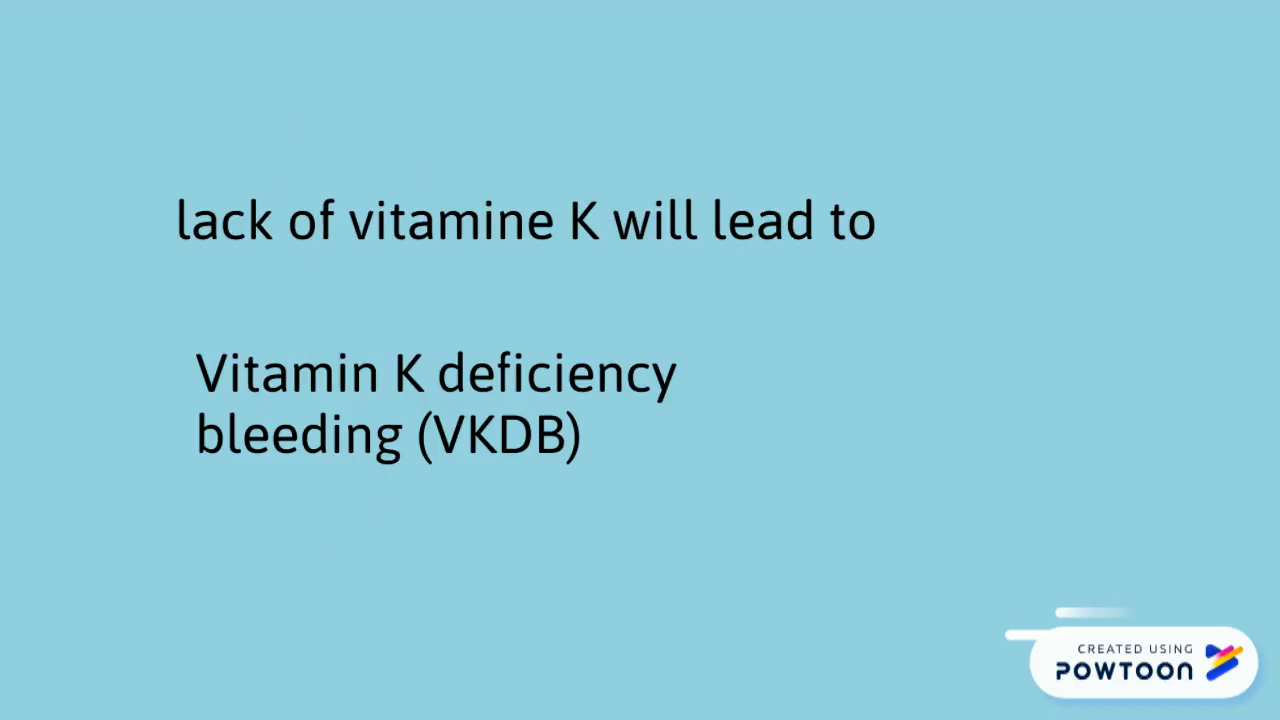 lack of vitamine K will lead to
Vitamin K deficiency
bleeding (VKDB)
CREATED USING
POWTOON